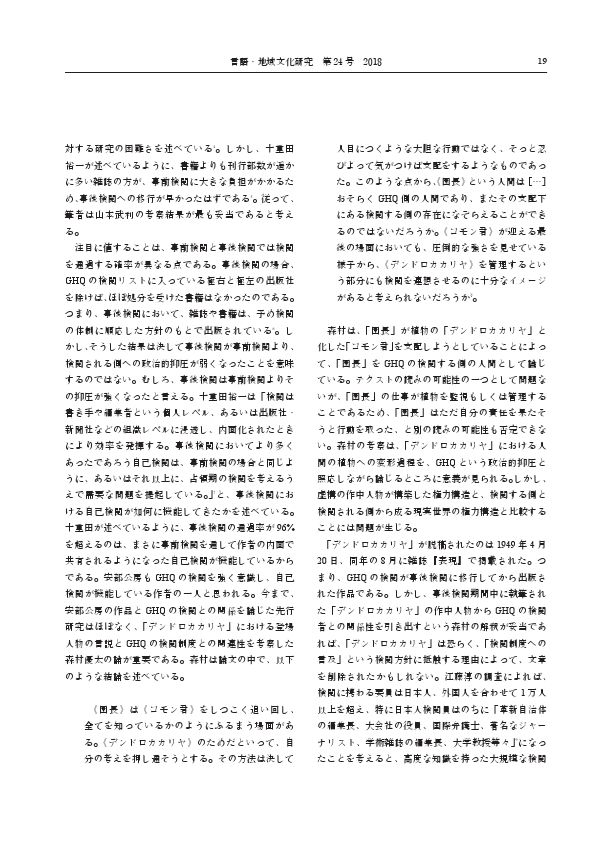 言語・地域文化研究　第24号　2018
19
対する研究の困難さを述べている。しかし、十重田
裕一が述べているように、書籍よりも刊行部数が遥か
に多い雑誌の方が、事前検閲に大きな負担がかかるた
め、事後検閲への移行が早かったはずである。従って、
筆者は山本武利の考察結果が最も妥当であると考え
る。
注目に値することは、事前検閲と事後検閲では検閲
を通過する確率が異なる点である。事後検閲の場合、
GHQの検閲リストに入っている極右と極左の出版社
を除けば、ほぼ処分を受けた書籍はなかったのである。
つまり、事後検閲において、雑誌や書籍は、予め検閲
の体制に順応した方針のもとで出版されている。し
かし、そうした結果は決して事後検閲が事前検閲より、
検閲される側への政治的抑圧が弱くなったことを意味
するのではない。むしろ、事後検閲は事前検閲よりそ
の抑圧が強くなったと言える。十重田裕一は「検閲は
書き手や編集者という個人レベル、あるいは出版社・
新聞社などの組織レベルに浸透し、内面化されたとき
により効率を発揮する。事後検閲においてより多く
あったであろう自己検閲は、事前検閲の場合と同じよ
うに、あるいはそれ以上に、占領期の検閲を考えるう
えで需要な問題を提起している。」と、事後検閲にお
ける自己検閲が如何に機能してきたかを述べている。
十重田が述べているように、事後検閲の通過率が96%
を超えるのは、まさに事前検閲を通して作者の内面で
共有されるようになった自己検閲が機能しているから
である。安部公房もGHQの検閲を強く意識し、自己
検閲が機能している作者の一人と思われる。今まで、
安部公房の作品とGHQの検閲との関係を論じた先行
研究はほぼなく、「デンドロカカリヤ」における登場
人物の言説とGHQの検閲制度との関連性を考察した
森村優太の論が重要である。森村は論文の中で、以下
のような結論を述べている。
《園長》は《コモン君》をしつこく追い回し、
全てを知っているかのようにふるまう場面があ
る。《デンドロカカリヤ》のためだといって、自
分の考えを押し通そうとする。その方法は決して
人目につくような大胆な行動ではなく、そっと忍
びよって気がつけば支配をするようなものであっ
た。このような点から、《園長》という人間は［…］
おそらくGHQ側の人間であり、またその支配下
にある検閲する側の存在になぞらえることができ
るのではないだろうか。《コモン君》が迎える最
後の場面においても、圧倒的な強さを見せている
様子から、《デンドロカカリヤ》を管理するとい
う部分にも検閲を連想させるのに十分なイメージ
があると考えられないだろうか。
森村は、「園長」が植物の「デンドロカカリヤ」と
化した「コモン君」を支配しようとしていることによっ
て、「園長」をGHQの検閲する側の人間として論じ
ている。テクストの読みの可能性の一つとして問題な
いが、「園長」の仕事が植物を監視もしくは管理する
ことであるため、「園長」はただ自分の責任を果たそ
うと行動を取った、と別の読みの可能性も否定できな
い。森村の考察は、「デンドロカカリヤ」における人
間の植物への変形過程を、GHQという政治的抑圧と
照応しながら論じるところに意義が見られる。しかし、
虚構の作中人物が構築した権力構造と、検閲する側と
検閲される側から成る現実世界の権力構造と比較する
ことには問題が生じる。
「デンドロカカリヤ」が脱稿されたのは1949年4月
20日、同年の8月に雑誌『表現』で掲載された。つ
まり、GHQの検閲が事後検閲に移行してから出版さ
れた作品である。しかし、事後検閲期間中に執筆され
た「デンドロカカリヤ」の作中人物からGHQの検閲
者との関係性を引き出すという森村の解釈が妥当であ
れば、「デンドロカカリヤ」は恐らく、「検閲制度への
言及」という検閲方針に抵触する理由によって、文章
を削除されたかもしれない。江藤淳の調査によれば、
検閲に携わる要員は日本人、外国人を合わせて1万人
以上を超え、特に日本人検閲員はのちに「革新自治体
の編集長、大会社の役員、国際弁護士、著名なジャー
ナリスト、学術雑誌の編集長、大学教授等々」になっ
たことを考えると、高度な知識を持った大規模な検閲